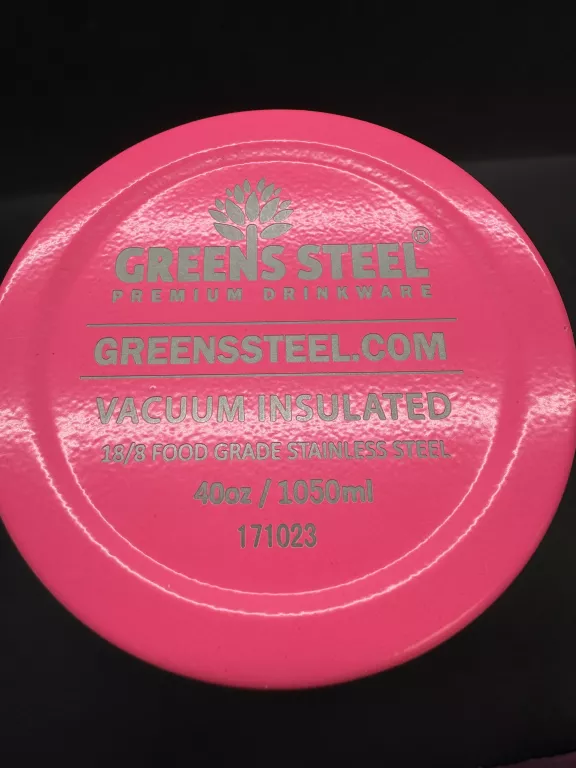 GREENS STEEL®
PREMIUM DRINKWARE
GREENSSTEEL.COM
VACUUM INSULATED
18/8 FOOD GRADE STAINLESS STEEL
40oz / 1050ml
171023